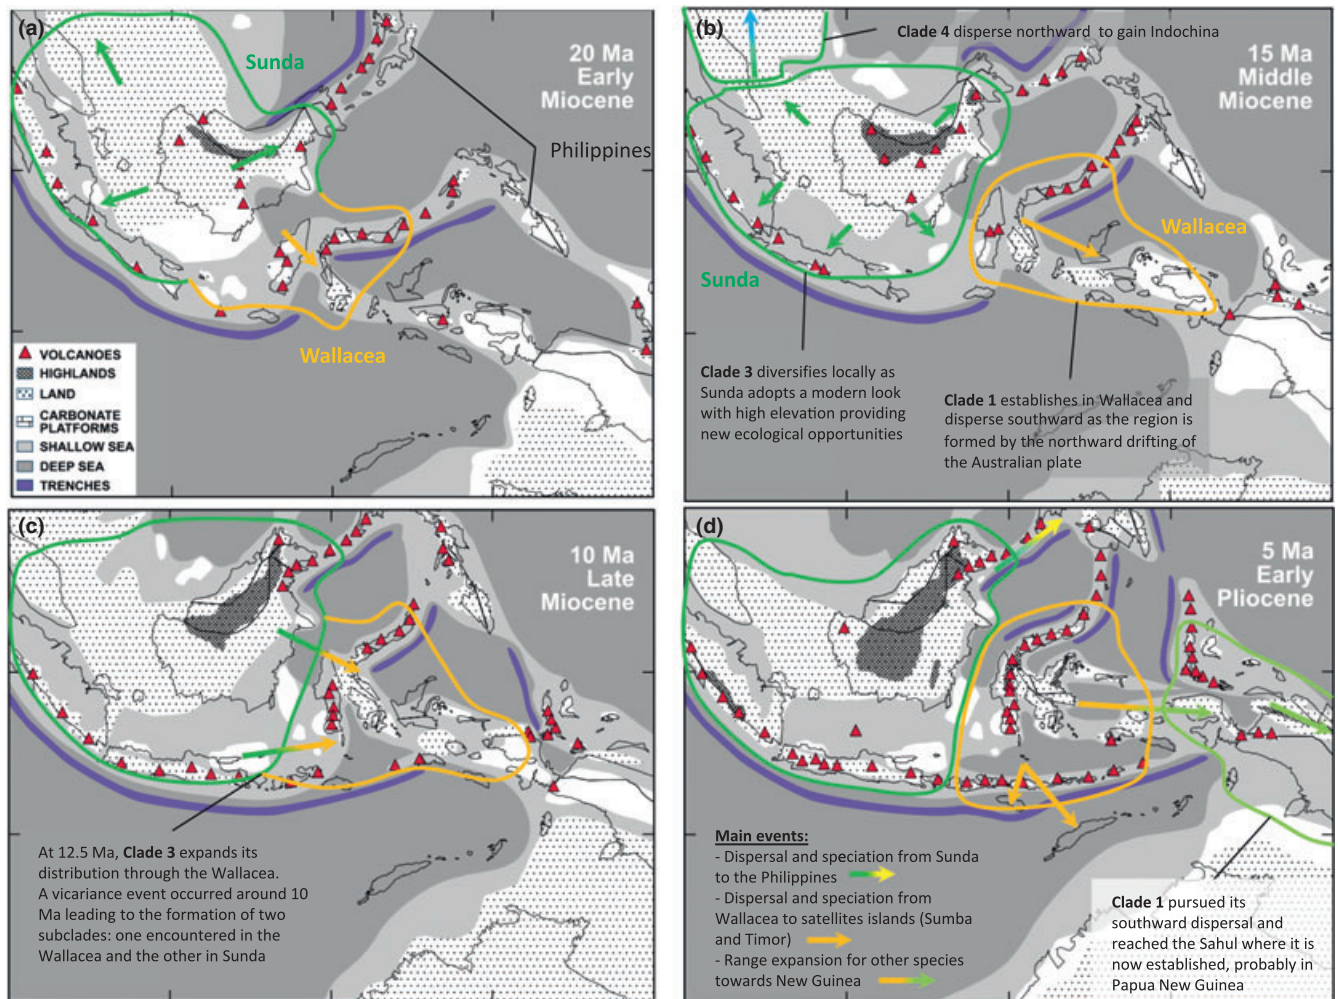 (a)
Sunda
20 Ma
Early
Miocene
Philippines
Wallacea
VOLCANOES
HIGHLANDS
LAND
CARBONATE
PLATFORMS
SHALLOW SEA
DEEP SEA
TRENCHES
(b)
Clade 4 disperse northward to gain Indochina
15 Ma
Middle
Miocene
Wallacea
Sunda
Clade 3 diversifies locally as
Sunda adopts a modern look
with high elevation providing
new ecological opportunities
Clade 1 establishes in Wallacea and
disperse southward as the region is
formed by the northward drifting of
the Australian plate
(c)
10 Ma
Late
Miocene
At 12.5 Ma, Clade 3 expands its
distribution through the Wallacea.
A vicariance event occurred around 10
Ma leading to the formation of two
subclades: one encountered in the
Wallacea and the other in Sunda
(d)
5 Ma
Early
Pliocene
Main events:
- Dispersal and speciation from Sunda
to the Philippines
- Dispersal and speciation from
Wallacea to satellites islands (Sumba
and Timor)
- Range expansion for other species
towards New Guinea
Clade 1 pursued its
southward dispersal and
reached the Sahul where it is
now established, probably in
Papua New Guinea